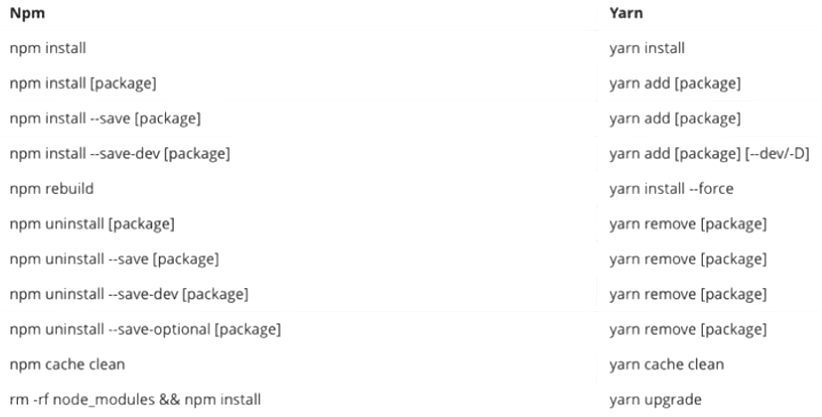 Npm Yarn
npm install yarn install
npm install [package] yarn add [package]
npm install --save [package] yarn add [package]
npm install --save-dev [package] yarn add [package] [--dev/-D]
npm rebuild yarn install --force
npm uninstall [package] yarn remove [package]
npm uninstall --save [package] yarn remove [package]
npm uninstall --save-dev [package] yarn remove [package]
npm uninstall --save-optional [package] yarn remove [package]
npm cache clean yarn cache clean
rm -rf node_modules && npm install yarn upgrade